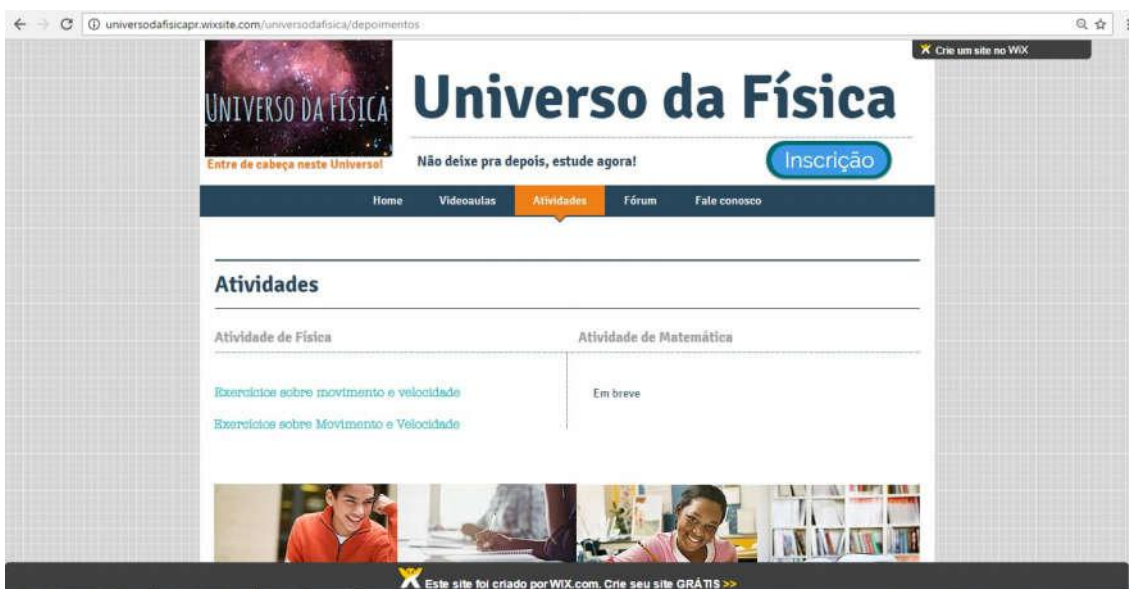 universodafisicapr.wixsite.com/universodafisica/depoimentos
Crie um site no WiX
UNIVERSO DA FÍSICA
Universo da Física
Entre de cabeça neste Universo!
Não deixe pra depois, estude agora!
Inscrição
Home Videoaulas Atividades Fórum Fale conosco
Atividades
Atividade de Física Atividade de Matemática
Exercicios sobre movimento e velocidade Em breve
Exercicios sobre Movimento e Velocidade
Este site foi criado por WIX.com. Crie seu site GRÁTIS >>